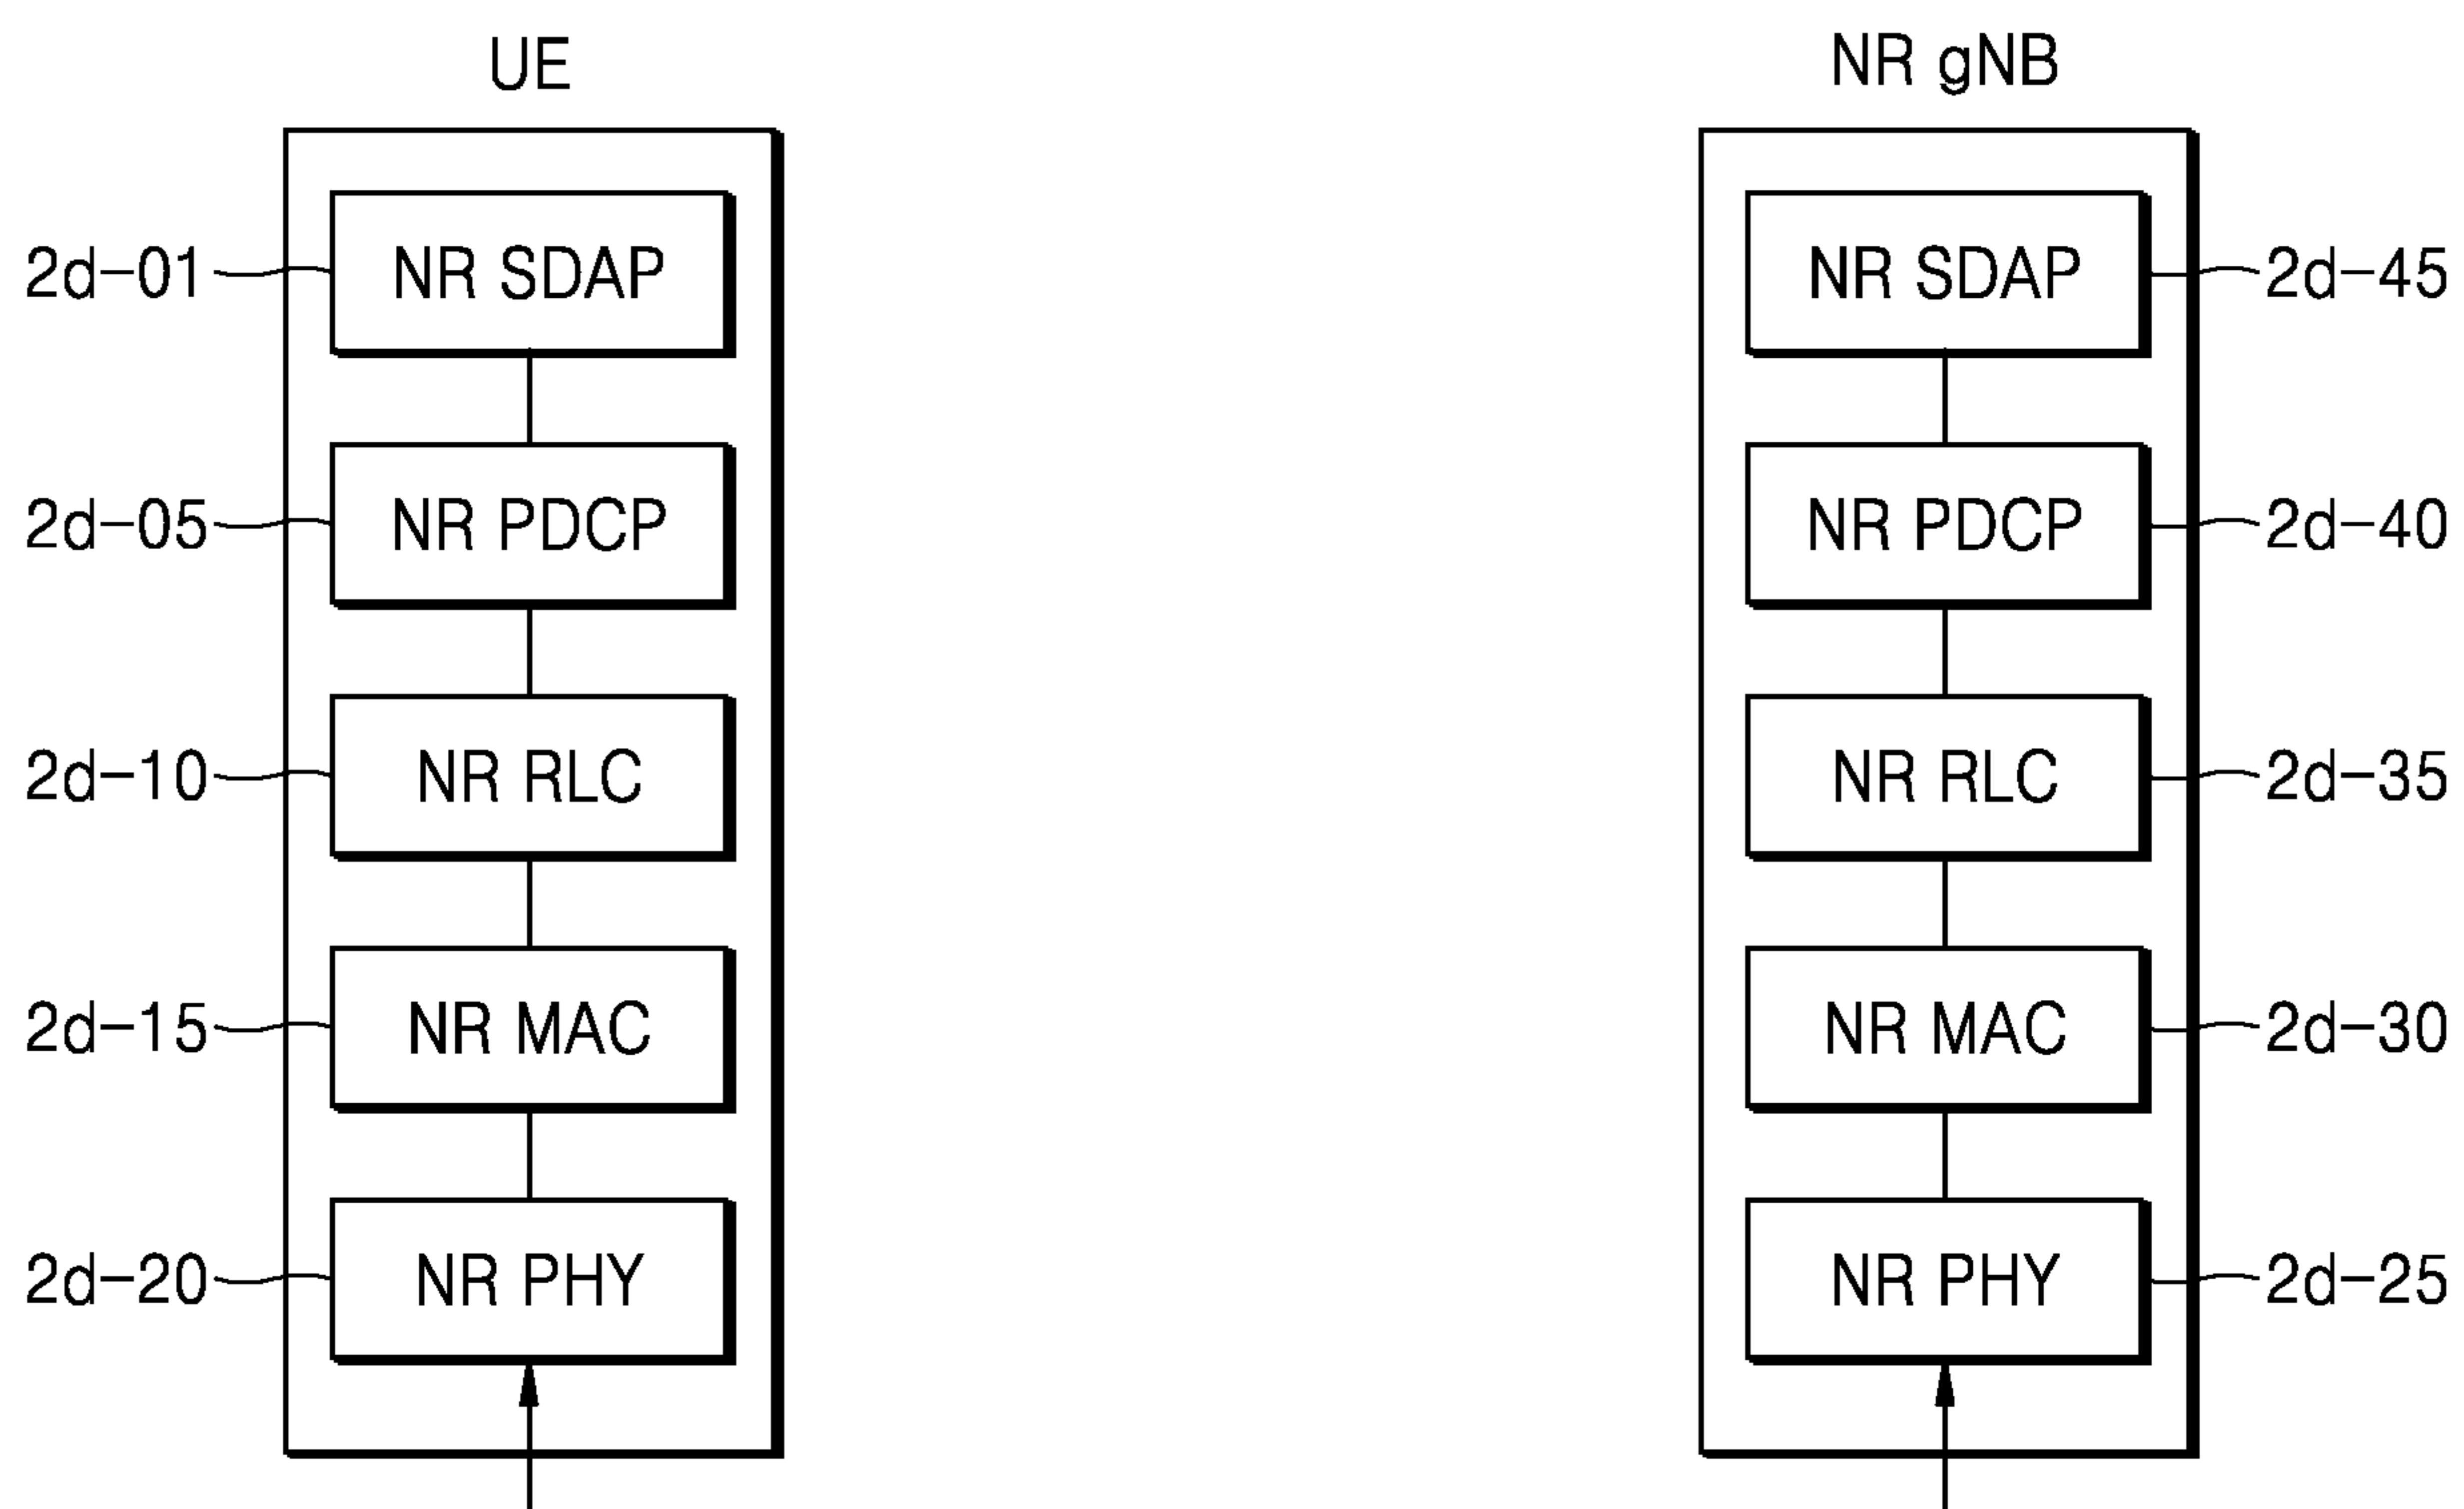 UE
NR gNB
2d-01
NR SDAP
NR SDAP
2d-45
2d-05
NR PDCP
NR PDCP
2d-40
2d-10
NR RLC
NR RLC
2d-35
2d-15
NR MAC
NR MAC
2d-30
2d-20
NR PHY
NR PHY
2d-25